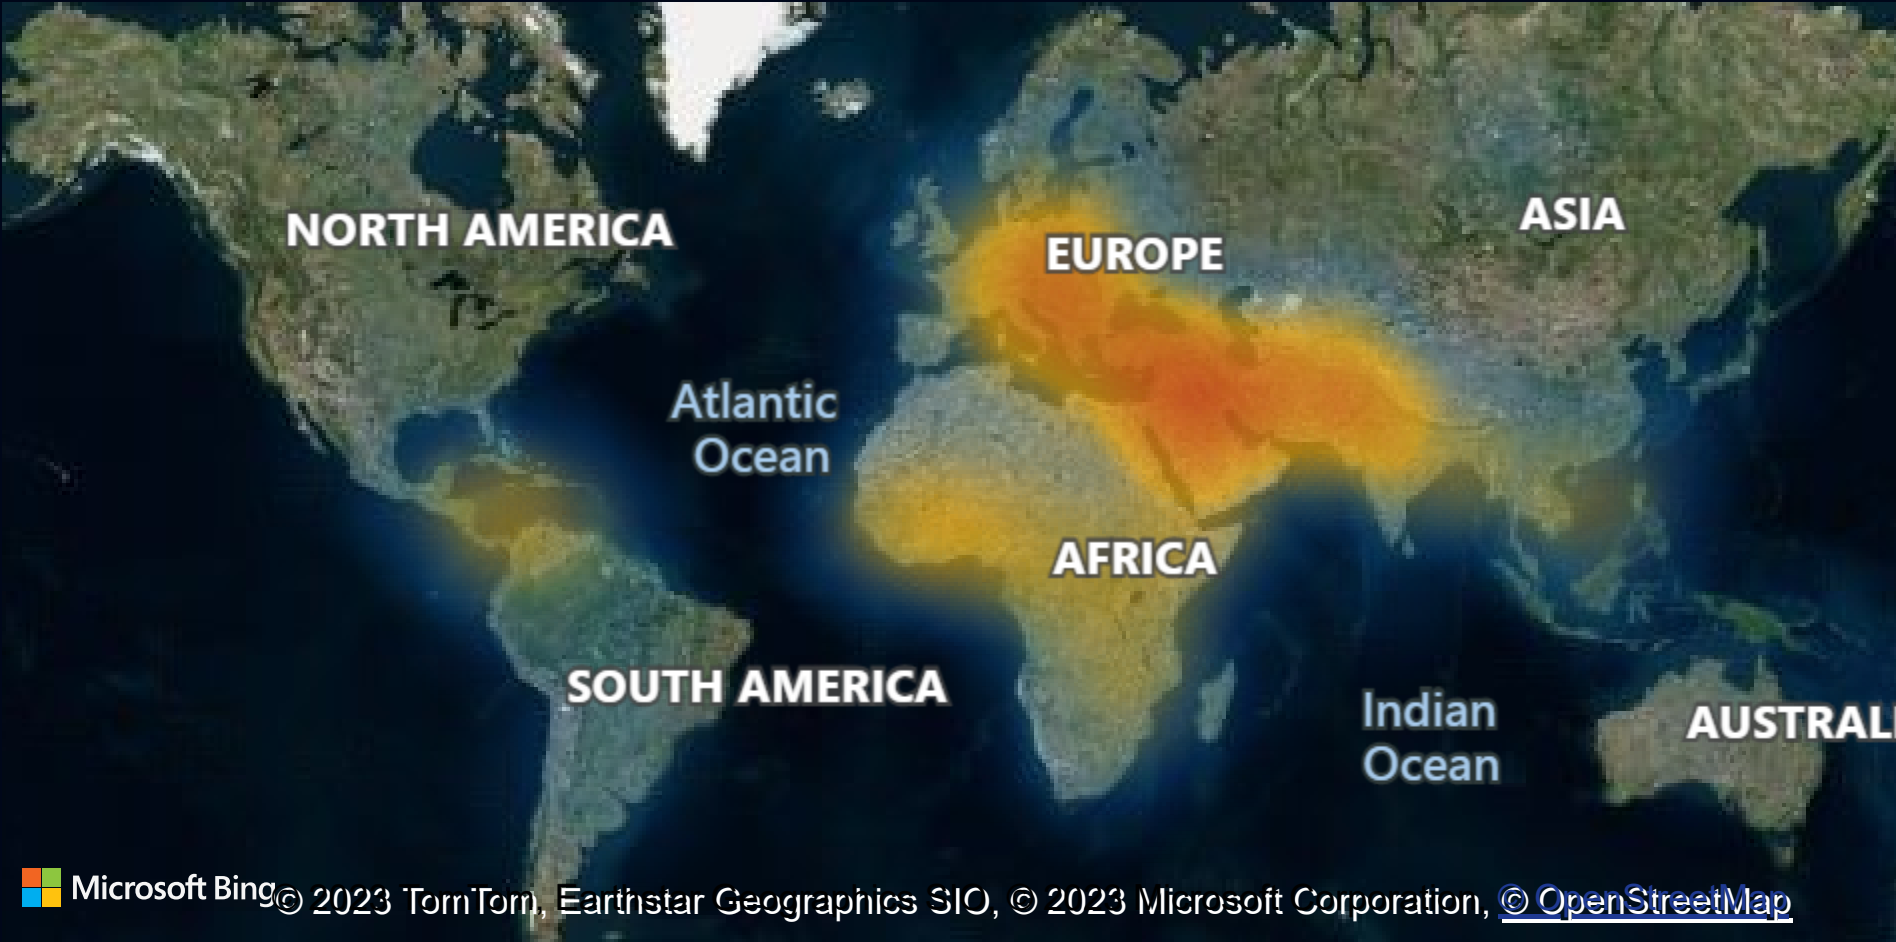 NORTH AMERICA
ASIA
EUROPE
Atlantic
Ocean
AFRICA
SOUTH AMERICA
Indian
Ocean
AUSTRALI
Microsoft Bing
© 2023 TomTom, Earthstar Geographics SIO, © 2023 Microsoft Corporation, © OpenStreetMap